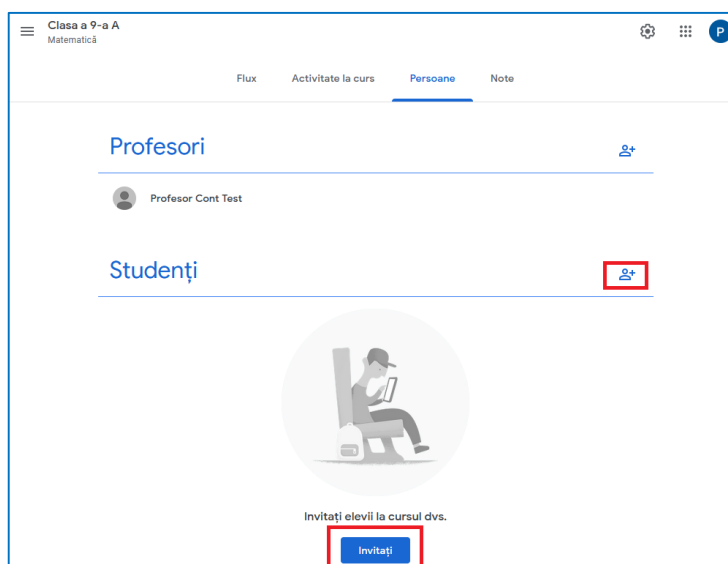 Clasa a 9-a A
Matematică
P
Flux Activitate la curs Persoane Note
Profesori
Profesor Cont Test
Studenți
Invitați elevii la cursul dvs.
Invitați